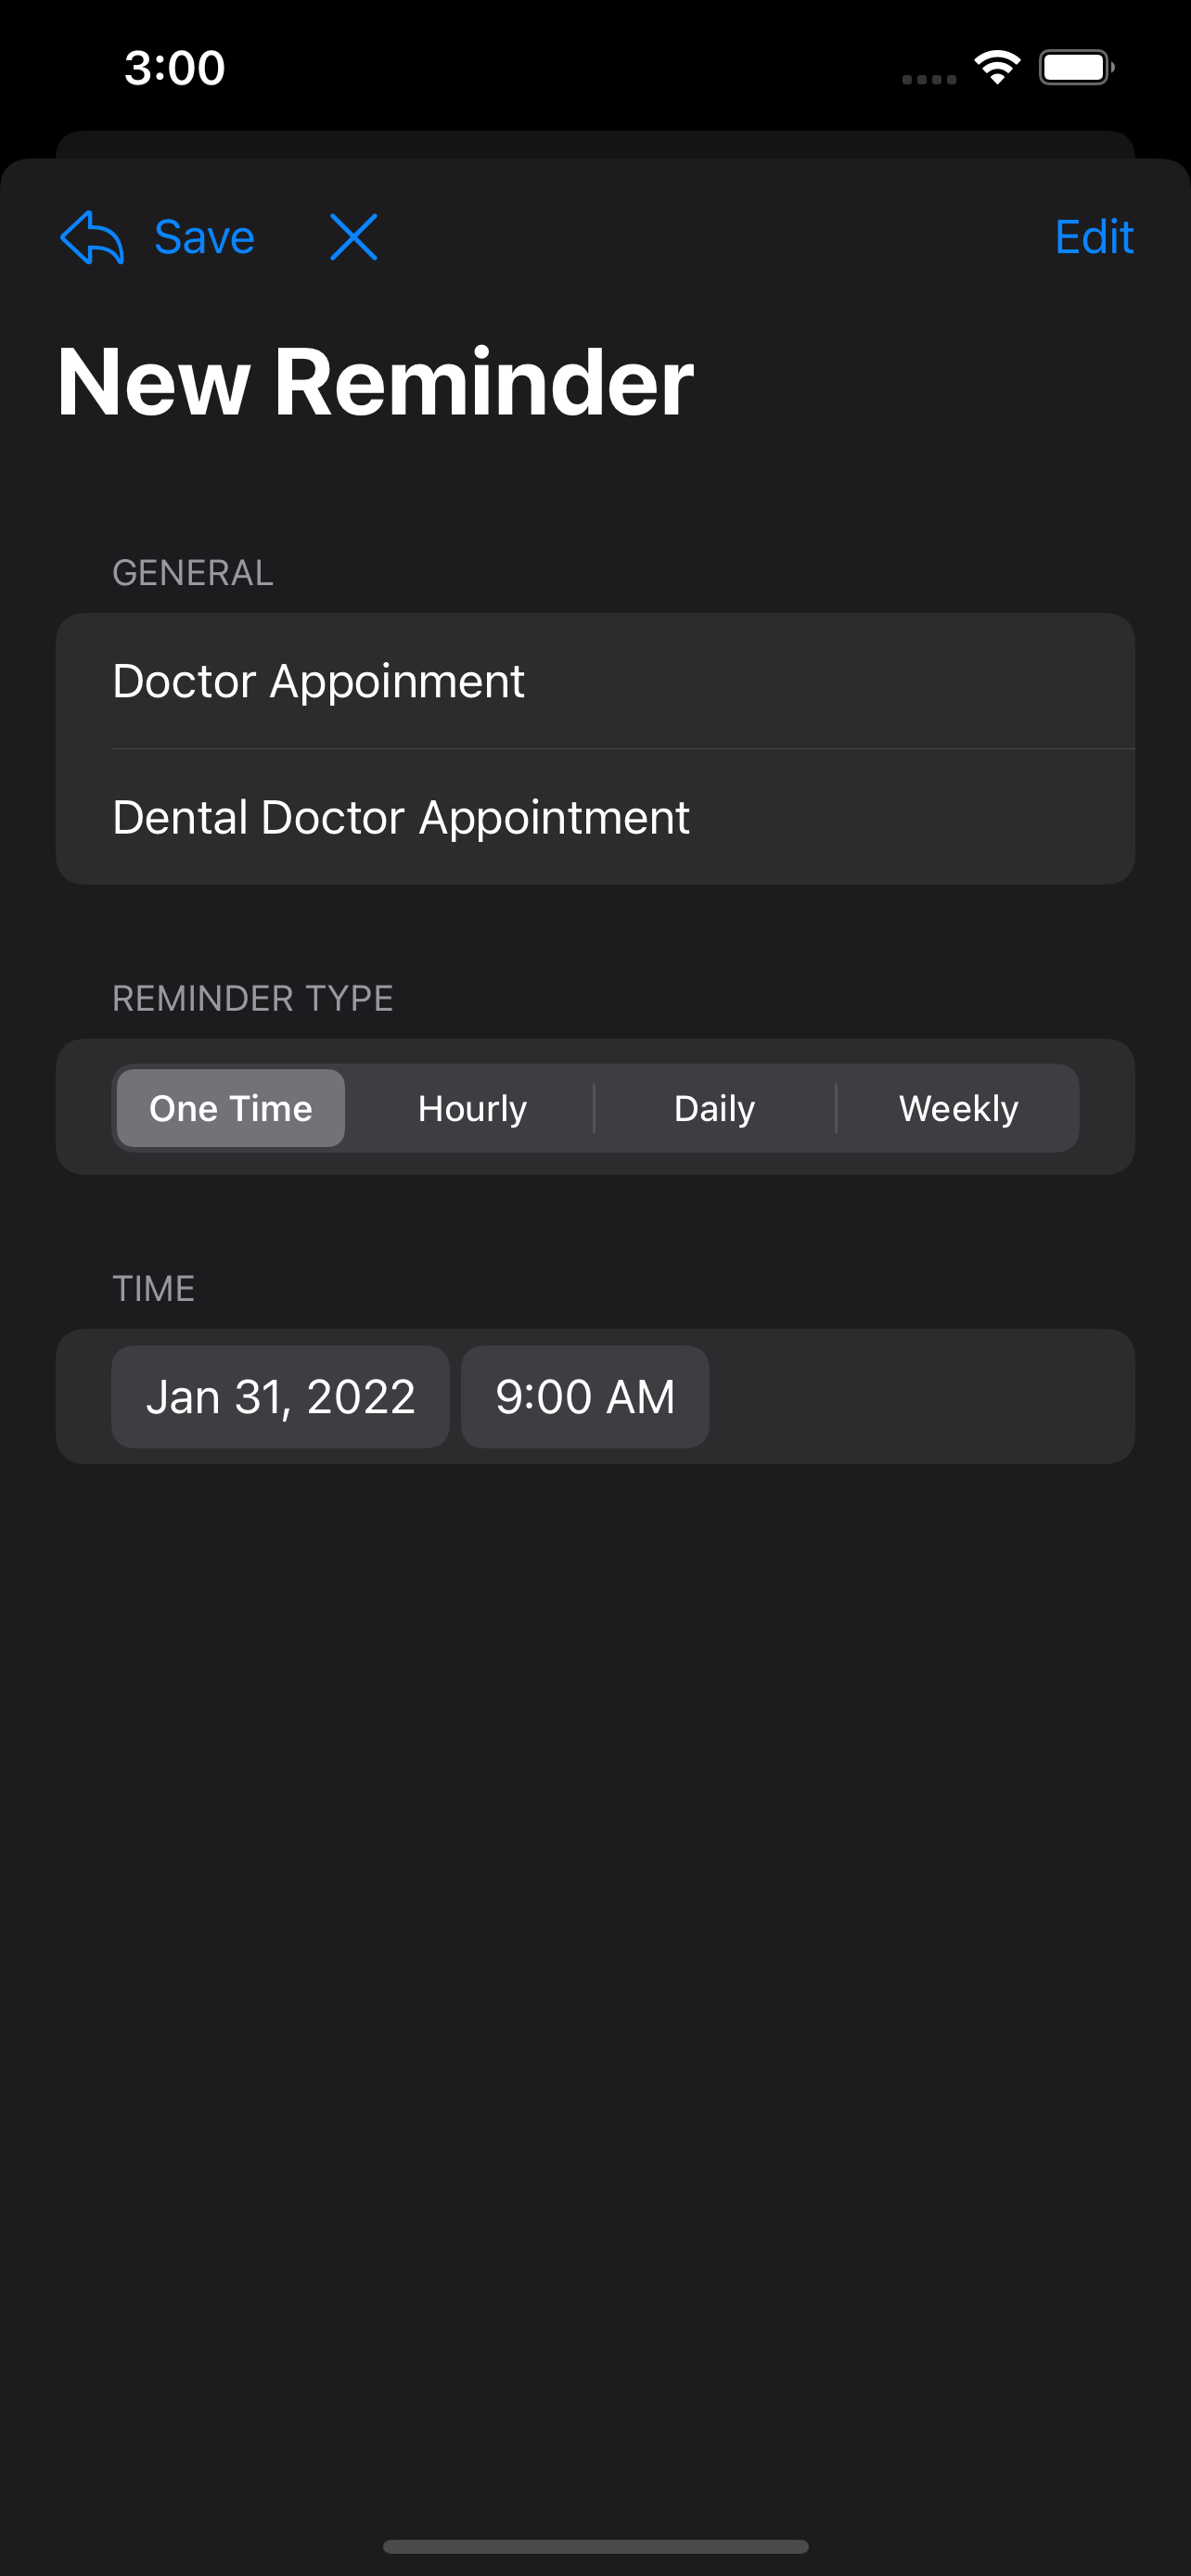 3:00
Save
Edit
New Reminder
GENERAL
Doctor Appoinment
Dental Doctor Appointment
REMINDER TYPE
One Time Hourly Daily Weekly
TIME
Jan 31, 2022 9:00 AM